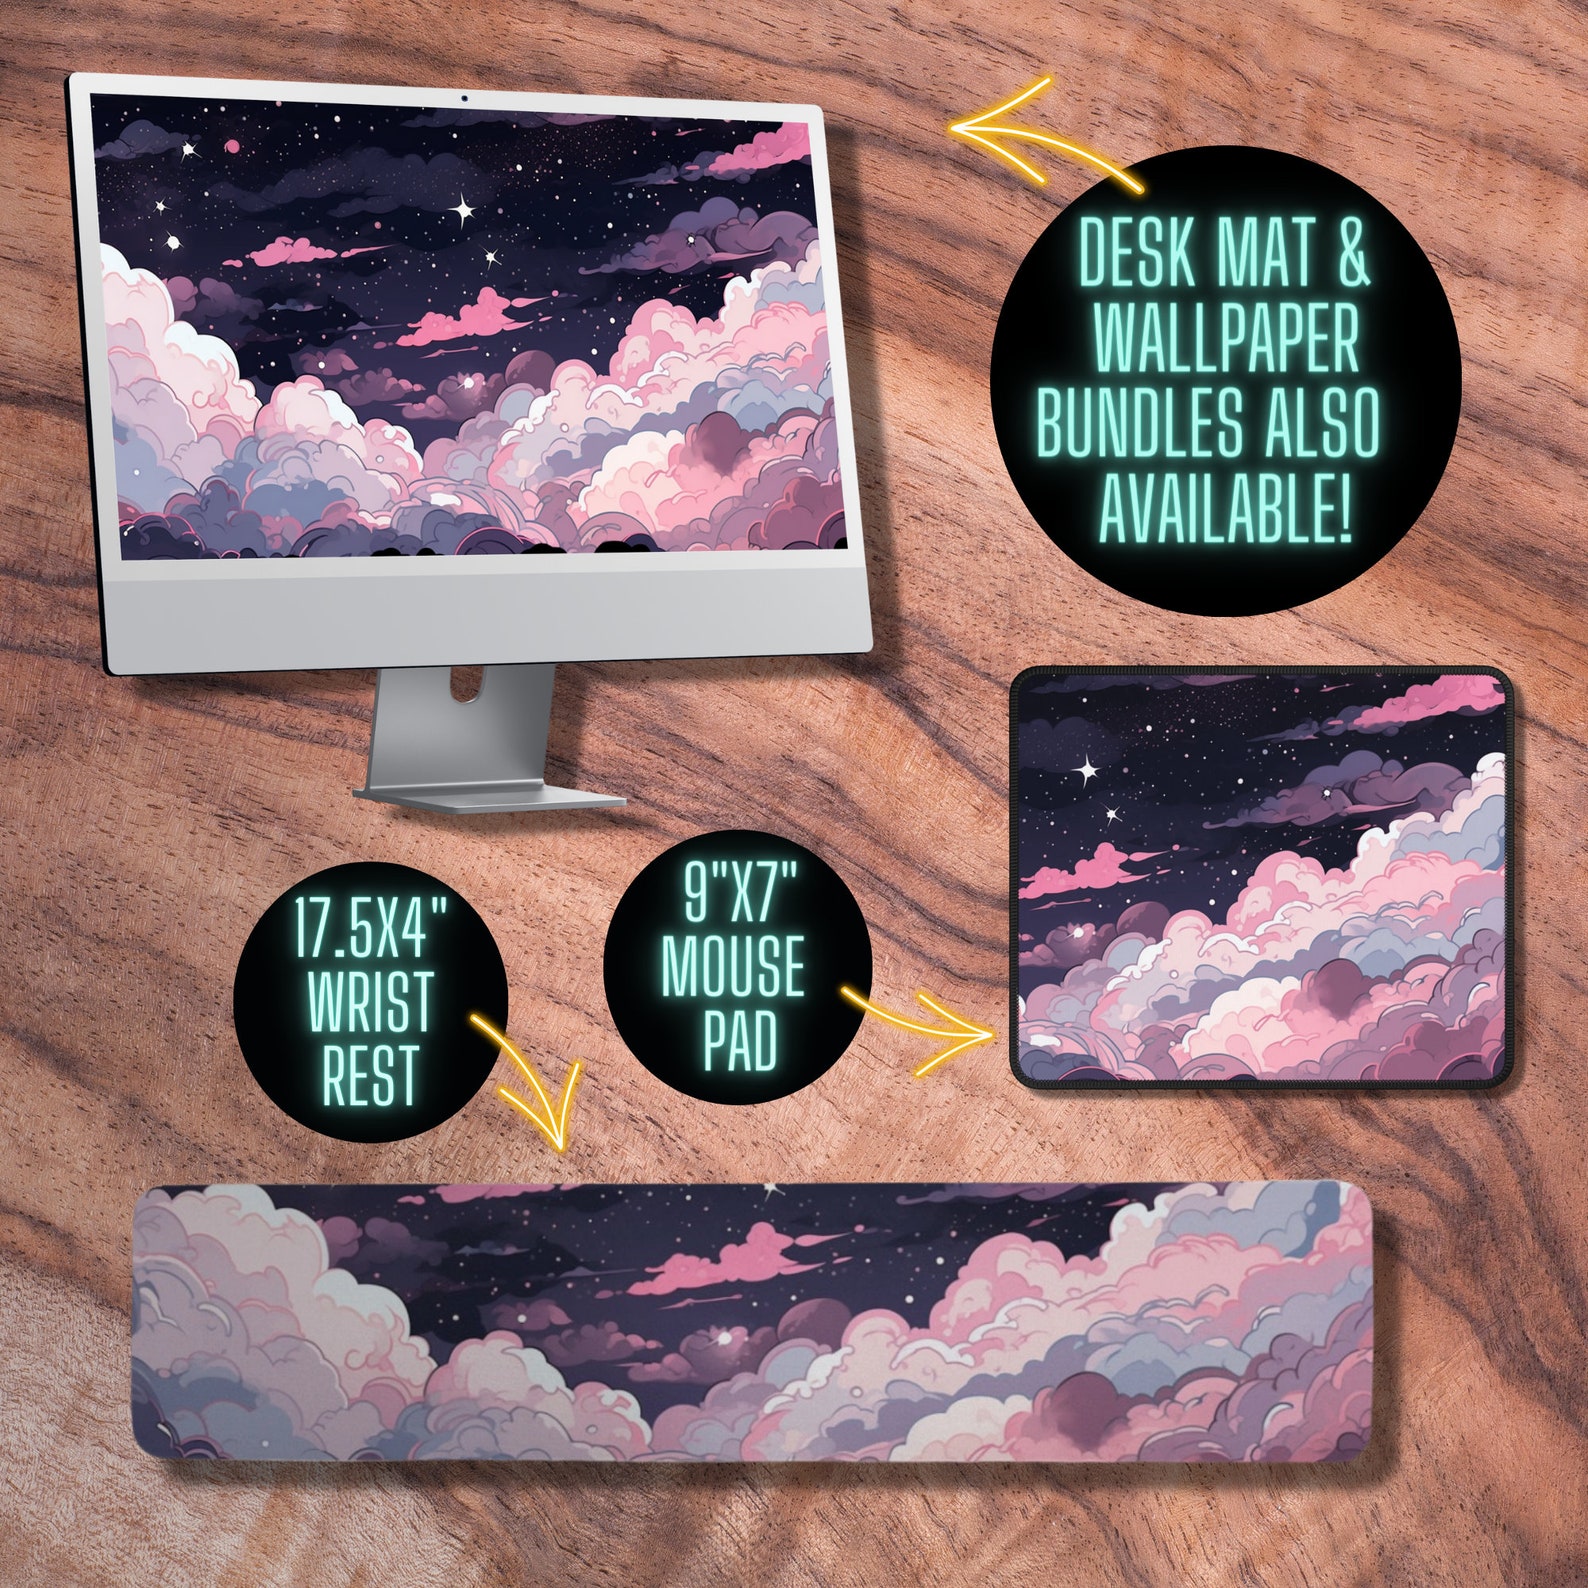 DESK MAT &
WALLPAPER
BUNDLES ALSO
AVAILABLE!
17.5X4"
WRIST
REST
9"X7"
MOUSE
PAD